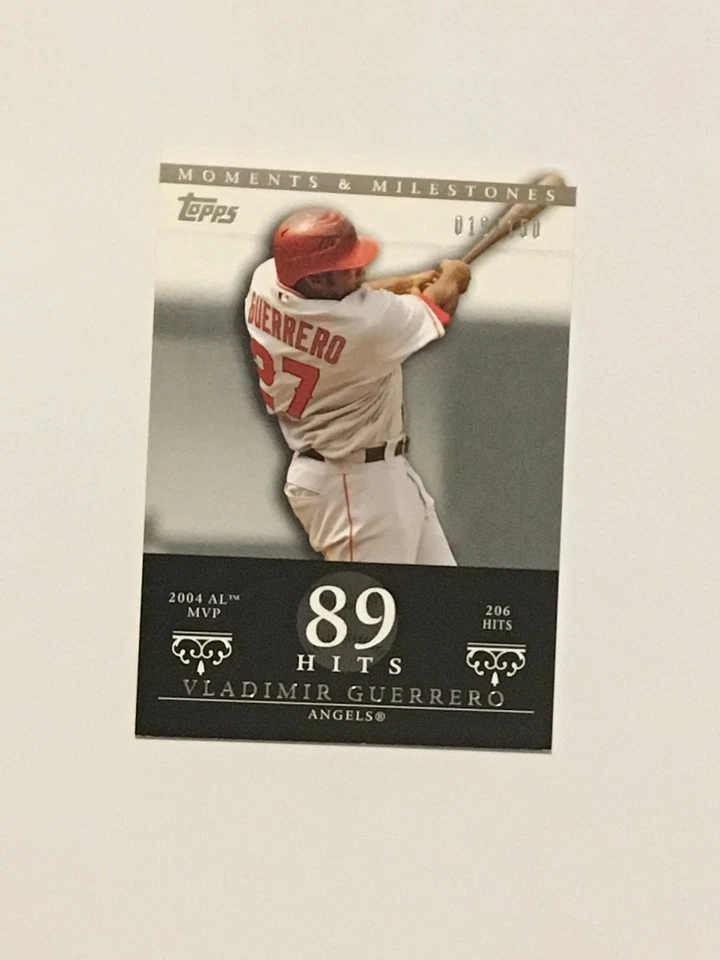 MOMENTS & MILESTONES
Topps
GUERRERO
27
2004 AL™
MVP
89
HITS
206
HITS
VLADIMIR GUERRERO
ANGELS®